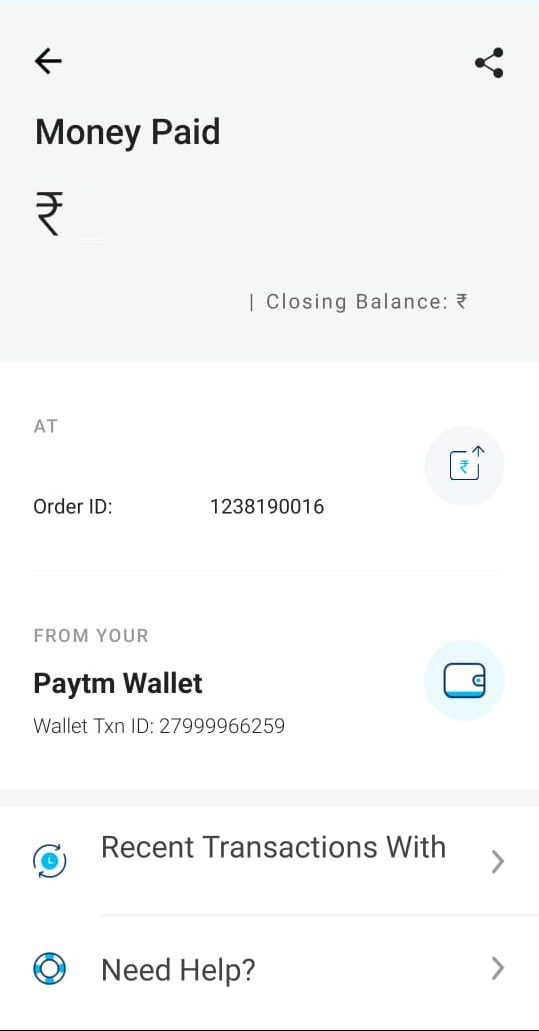 Money Paid
₹
| Closing Balance: ₹
AT
₹
Order ID: 1238190016
FROM YOUR
Paytm Wallet
Wallet Txn ID: 27999966259
Recent Transactions With
Need Help?